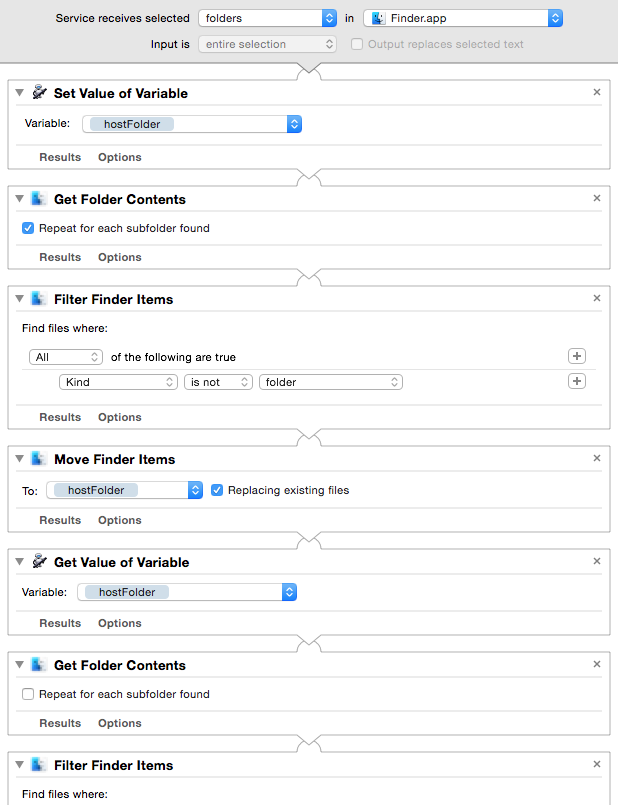 Service receives selected folders in Finder.app
Input is entire selection Output replaces selected text
Set Value of Variable
Variable: hostFolder
Results Options
Get Folder Contents
Repeat for each subfolder found
Results Options
Filter Finder Items
Find files where:
All of the following are true
Kind is not folder
Results Options
Move Finder Items
To: hostFolder Replacing existing files
Results Options
Get Value of Variable
Variable: hostFolder
Results Options
Get Folder Contents
Repeat for each subfolder found
Results Options
Filter Finder Items
Find files where: